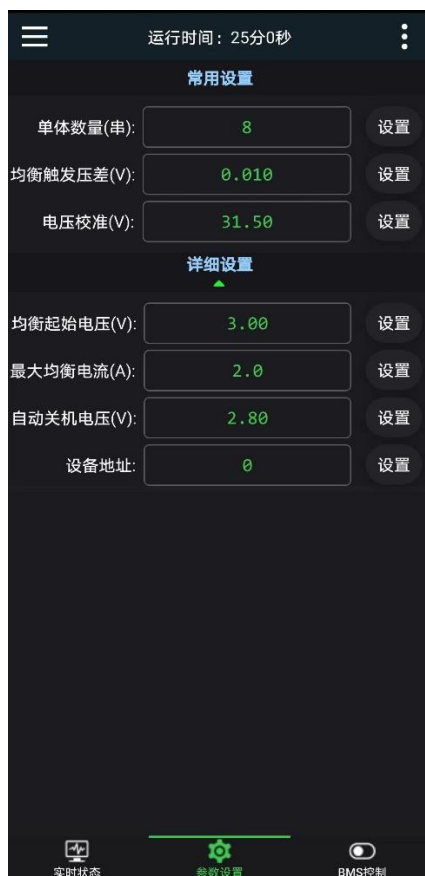 运行时间: 25分0秒
常用设置
单体数量(串): 8 设置
均衡触发压差(V): 0.010 设置
电压校准(V): 31.50 设置
详细设置
均衡起始电压(V): 3.00 设置
最大均衡电流(A): 2.0 设置
自动关机电压(V): 2.80 设置
设备地址: 0 设置
实时状态 参数设置 BMS控制